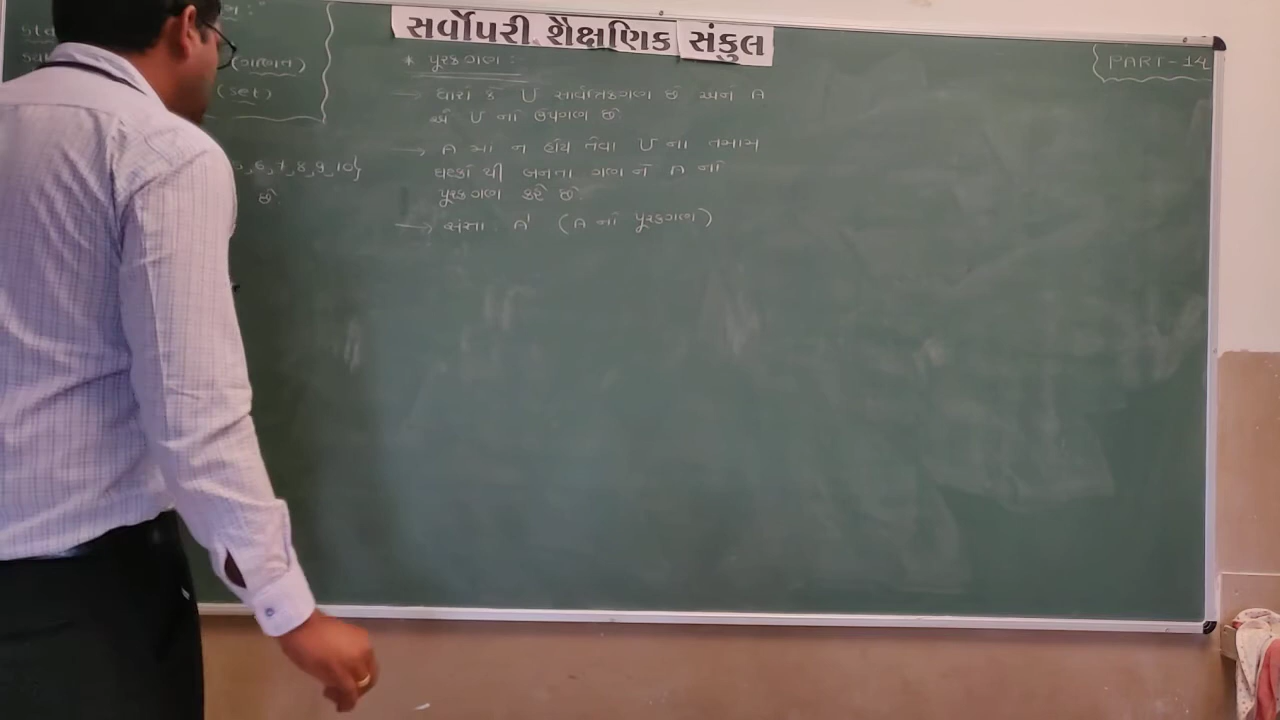 સર્વોપરી શૈક્ષણિક સંકુલ
PART-14
(ગણિત)
(set)
,6,7,8,9,10}
છે.
* પૂરકગણ :
→ ધારો કે U સાર્વત્રિકગણ છે અને A
એ U નો ઉપગણ છે.
→ A માં ન હોય તેવા U ના તમામ
ઘટકો થી બનતા ગણ ને A નો
પૂરકગણ કહે છે.
→ સંજ્ઞા : A' (A નો પૂરકગણ)